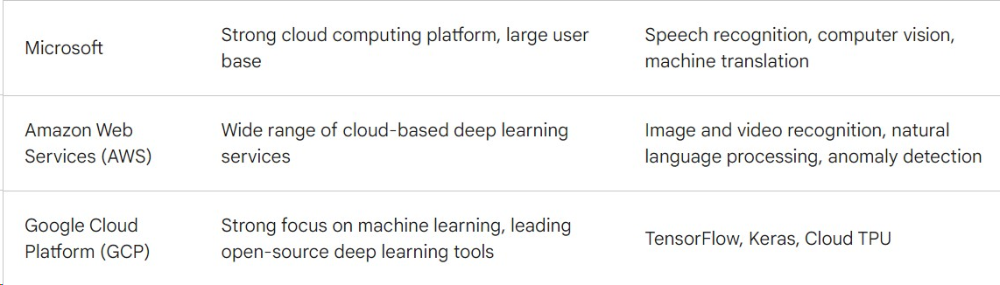 Microsoft
Strong cloud computing platform, large user
base
Speech recognition, computer vision,
machine translation
Amazon Web
Services (AWS)
Wide range of cloud-based deep learning
services
Image and video recognition, natural
language processing, anomaly detection
Google Cloud
Platform (GCP)
Strong focus on machine learning, leading
open-source deep learning tools
TensorFlow, Keras, Cloud TPU